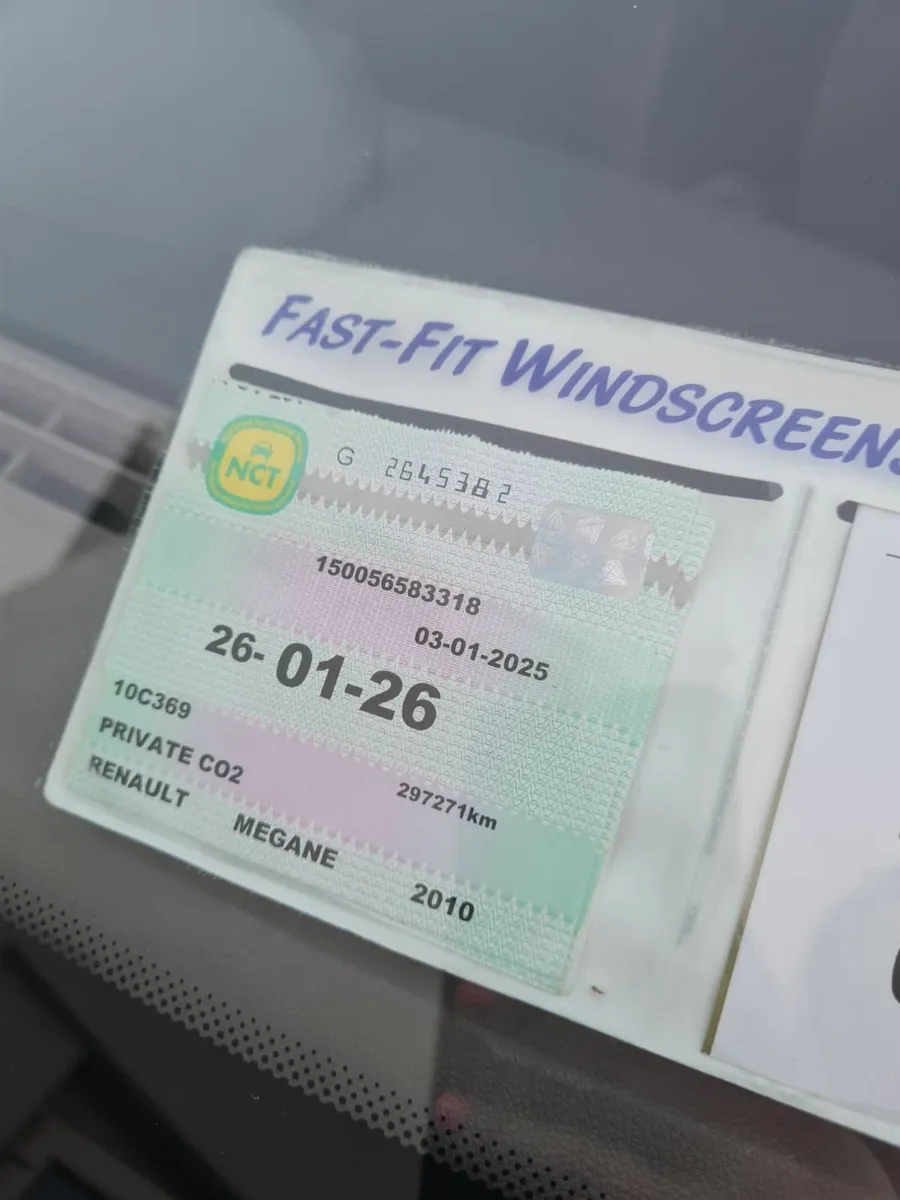 FAST-FIT WINDSCREENS
NCT
G 2645382
150056583318
03-01-2025
26-01-26
10C369
PRIVATE CO2
297271km
RENAULT
MEGANE
2010